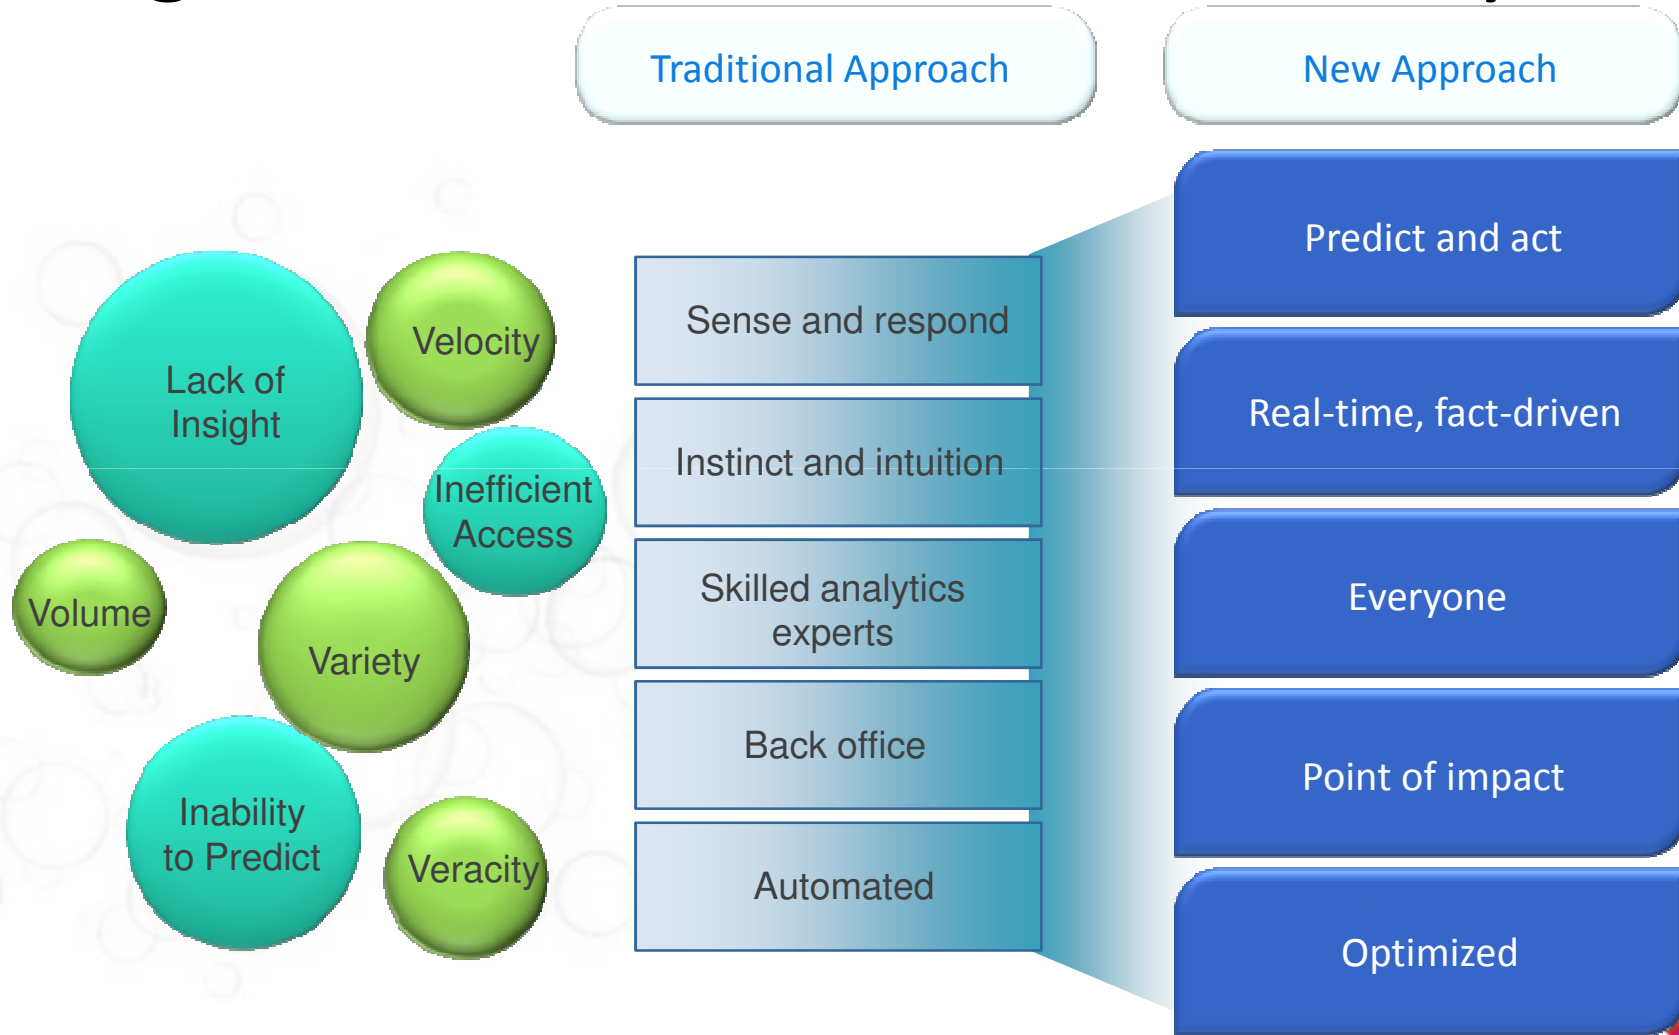 Traditional Approach
New Approach
Lack of
Insight
Velocity
Inefficient
Access
Volume
Variety
Inability
to Predict
Veracity
Sense and respond
Instinct and intuition
Skilled analytics
experts
Back office
Automated
Predict and act
Real-time, fact-driven
Everyone
Point of impact
Optimized